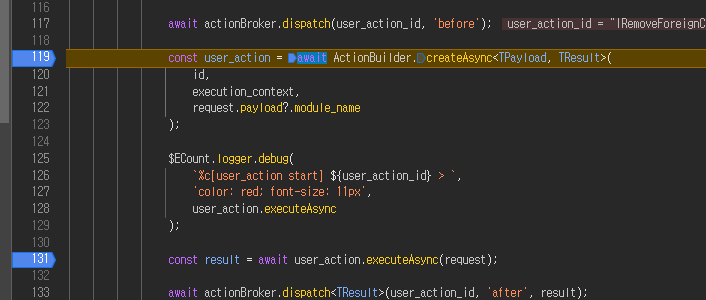 116
117 await actionBroker.dispatch(user_action_id, `before`); user_action_id = "IRemoveForeignC
118
119 const user_action = await ActionBuilder.createAsync<TPayload, TResult>(
120 id,
121 execution_context,
122 request.payload?.module_name
123 );
124
125 $ECount.logger.debug(
126 `%c[user_action start] ${user_action_id} > `,
127 'color: red; font-size: 11px',
128 user_action.executeAsync
129 );
130
131 const result = await user_action.executeAsync(request);
132
133 await actionBroker.dispatch<TResult>(user_action_id, 'after', result);